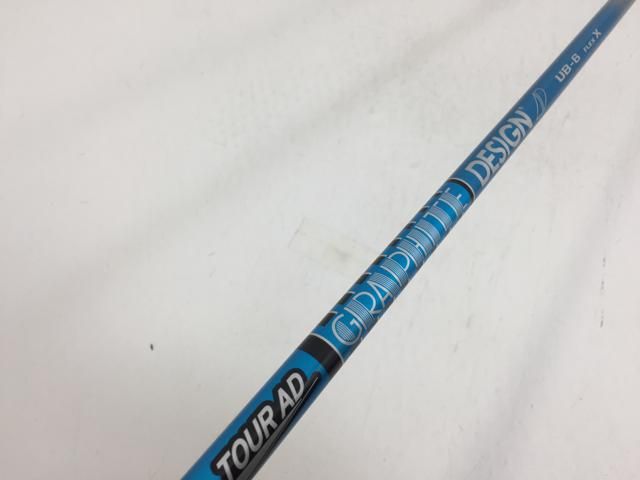 TOUR AD GRAPHITE DESIGN UB-6 FLEX X